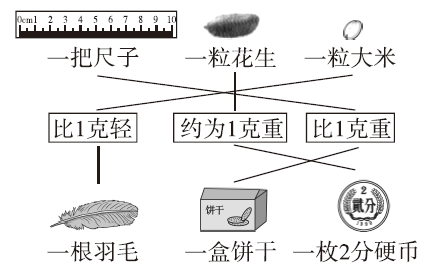 0cm1 2 3 4 5 6 7 8 9 10
一把尺子 一粒花生 一粒大米
比1克轻 约为1克重 比1克重
饼干
2
贰分
一根羽毛 一盒饼干 一枚2分硬币